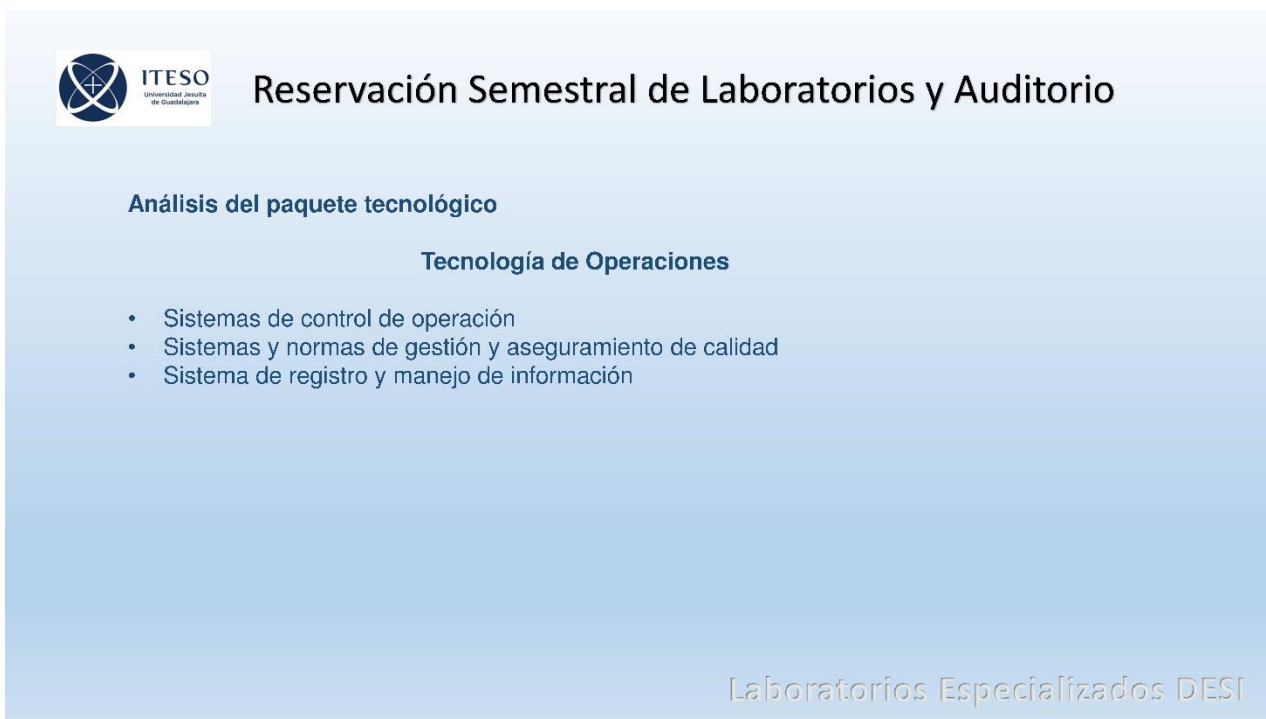 ITESO
Universidad Jesuita
de Guadalajara
Reservación Semestral de Laboratorios y Auditorio
Análisis del paquete tecnológico
Tecnología de Operaciones
• Sistemas de control de operación
• Sistemas y normas de gestión y aseguramiento de calidad
• Sistema de registro y manejo de información
Laboratorios Especializados DESI